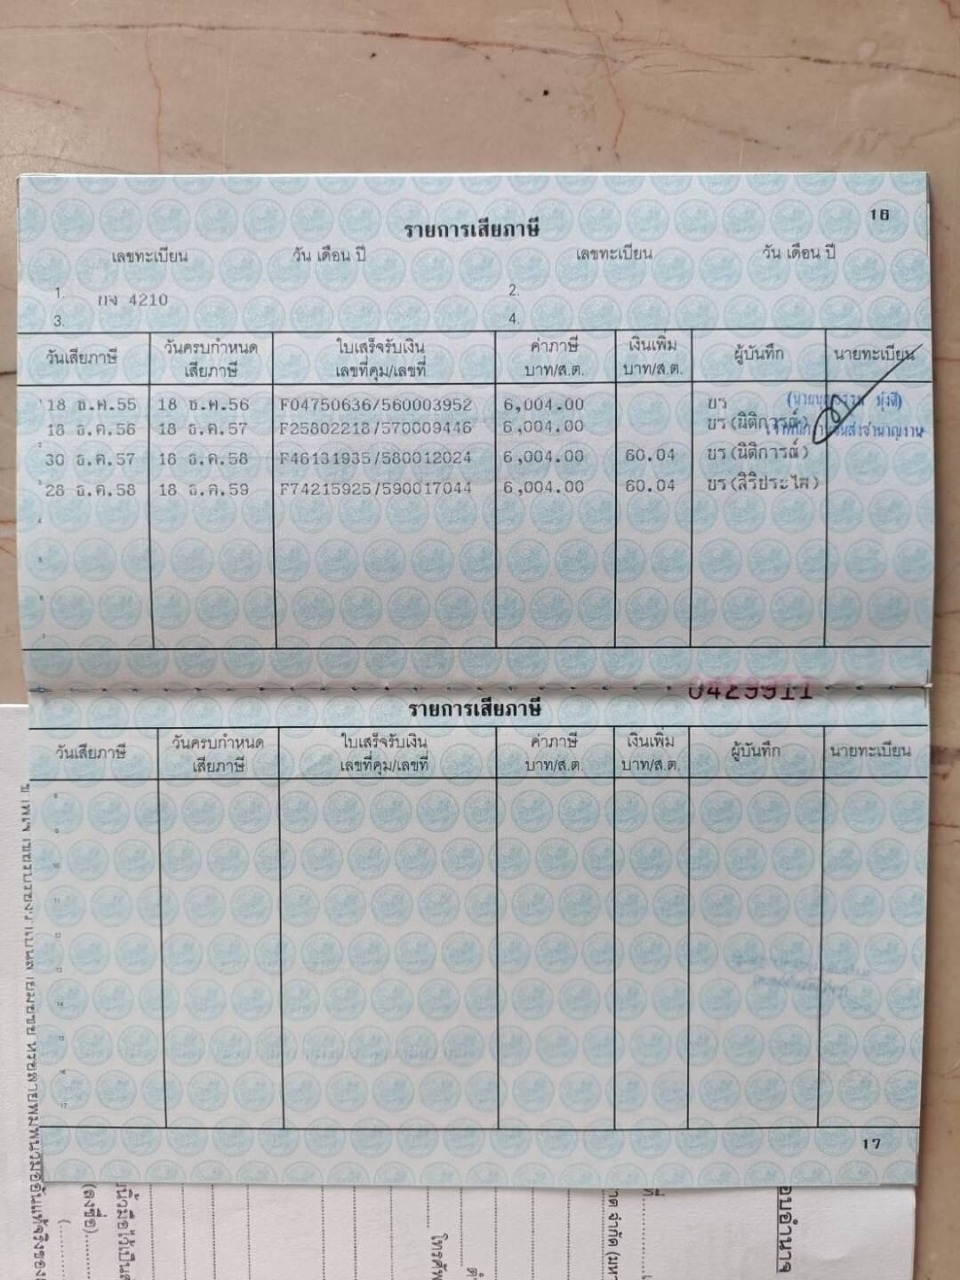 16
รายการเสียภาษี
เลขทะเบียน วัน เดือน ปี เลขทะเบียน วัน เดือน ปี
1. กจ 4210 2.
3. 4.
วันเสียภาษี วันครบกำหนดเสียภาษี ใบเสร็จรับเงิน เลขที่คุม/เลขที่ ค่าภาษี บาท/ส.ต. เงินเพิ่ม บาท/ส.ต. ผู้บันทึก นายทะเบียน
18 ธ.ค.55 18 ธ.ค.56 F04750636/560003952 6,004.00 ขร
18 ธ.ค.56 18 ธ.ค.57 F25802218/570009446 6,004.00 ขร(นิติการณ์)
30 ธ.ค.57 18 ธ.ค.58 F46131935/580012024 6,004.00 60.04 ขร(นิติการณ์)
28 ธ.ค.58 18 ธ.ค.59 F74215925/590017044 6,004.00 60.04 ขร(สิริประไพ)
0429911
รายการเสียภาษี
วันเสียภาษี วันครบกำหนดเสียภาษี ใบเสร็จรับเงิน เลขที่คุม/เลขที่ ค่าภาษี บาท/ส.ต. เงินเพิ่ม บาท/ส.ต. ผู้บันทึก นายทะเบียน
17
(ลงชื่อ)